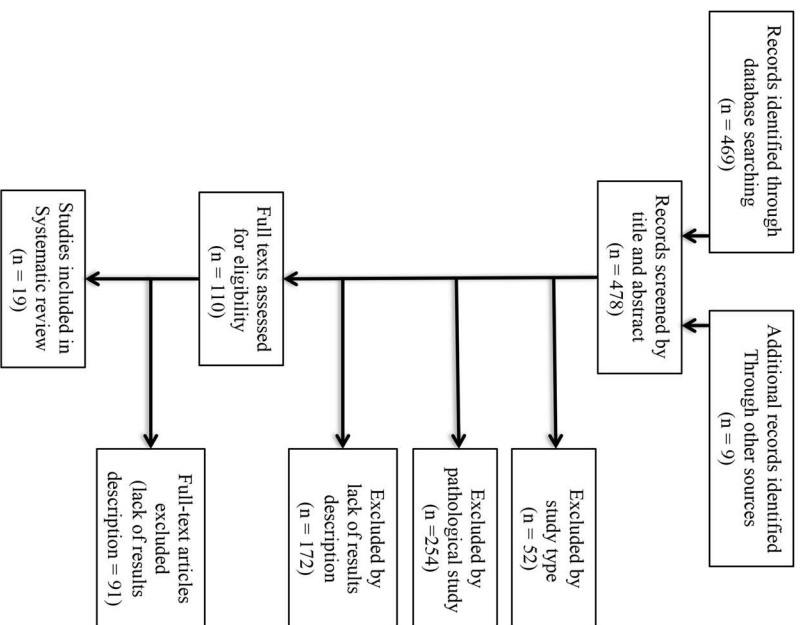 Records identified through
database searching
(n = 469)
Additional records identified
Through other sources
(n = 9)
Records screened by
title and abstract
(n = 478)
Excluded by
study type
(n = 52)
Excluded by
pathological study
(n =254)
Excluded by
lack of results
description
(n = 172)
Full texts assessed
for eligibility
(n = 110)
Full-text articles
excluded
(lack of results
description = 91)
Studies included in
Systematic review
(n = 19)